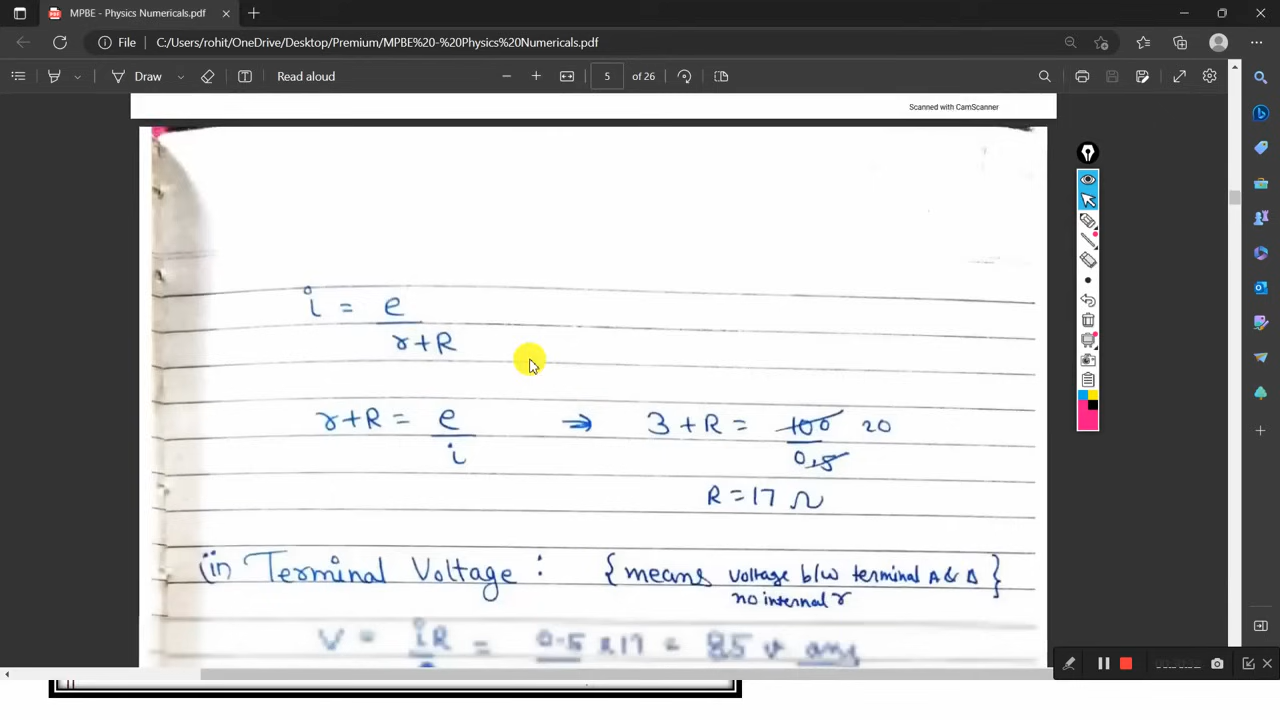 MPBE - Physics Numericals.pdf
File C:/Users/rohit/OneDrive/Desktop/Premium/MPBE%20-%20Physics%20Numericals.pdf
Draw Read aloud 5 of 26
Scanned with CamScanner
i = e
r+R
r+R = e → 3 + R = 100 20
i 0.5
R = 17 Ω
(ii) Terminal Voltage : {means voltage b/w terminal A & B}
no internal r
V = iR = 0.5 x 17 = 8.5 v ans